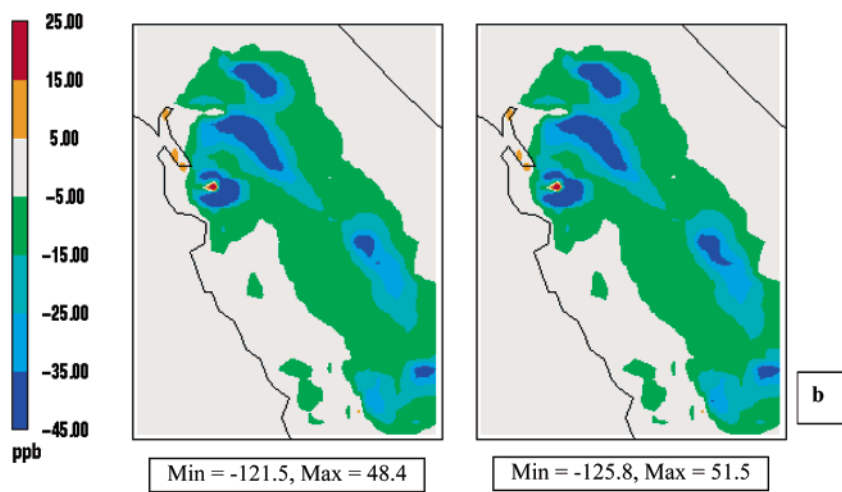 25.00
15.00
5.00
-5.00
-15.00
-25.00
-35.00
-45.00
ppb
b
Min = -121.5, Max = 48.4
Min = -125.8, Max = 51.5